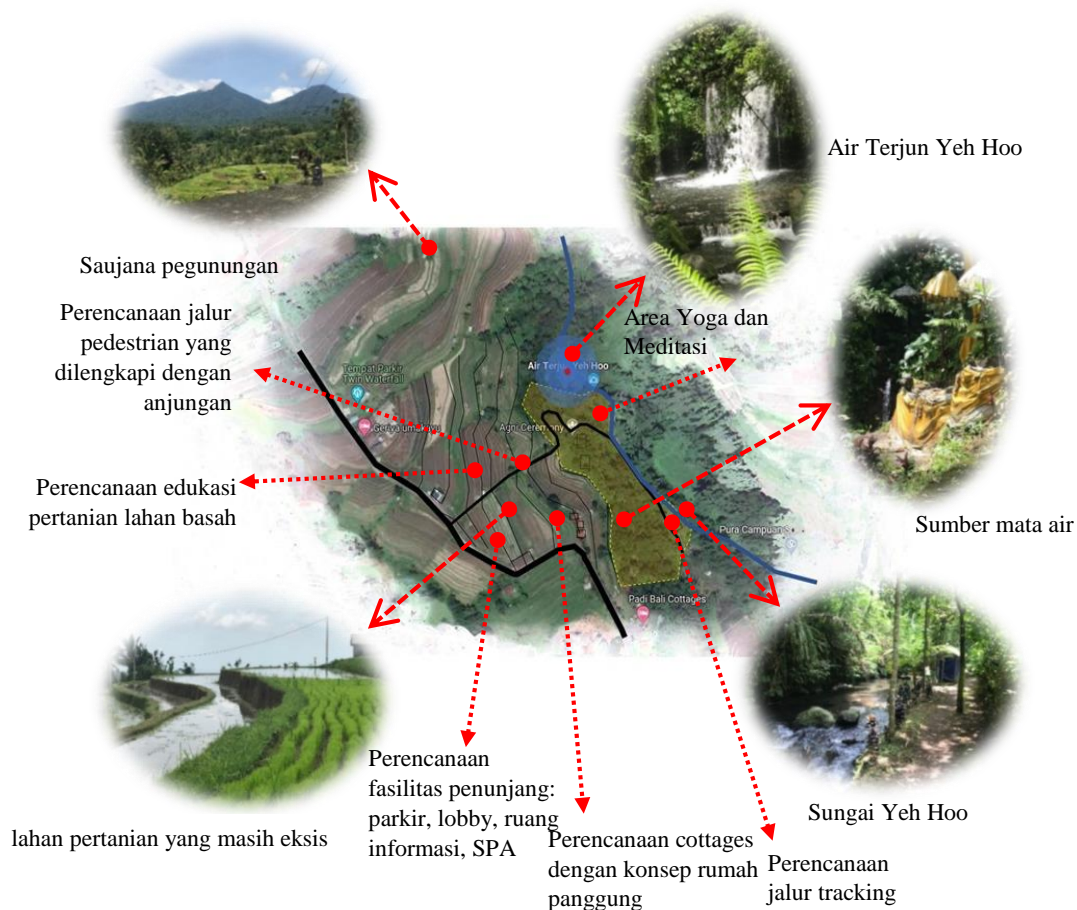 Air Terjun Yeh Hoo
Saujana pegunungan
Perencanaan jalur
pedestrian yang
dilengkapi dengan
anjungan
Area Yoga dan
Meditasi
Tempat Parkir
Twin Waterfall
Air Terjun Yeh Hoo
Agni Ceremony
Perencanaan edukasi
pertanian lahan basah
Sumber mata air
Pura Campuan
Padi Bali Cottages
Perencanaan
fasilitas penunjang:
parkir, lobby, ruang
informasi, SPA
Sungai Yeh Hoo
lahan pertanian yang masih eksis
Perencanaan cottages
dengan konsep rumah
panggung
Perencanaan
jalur tracking